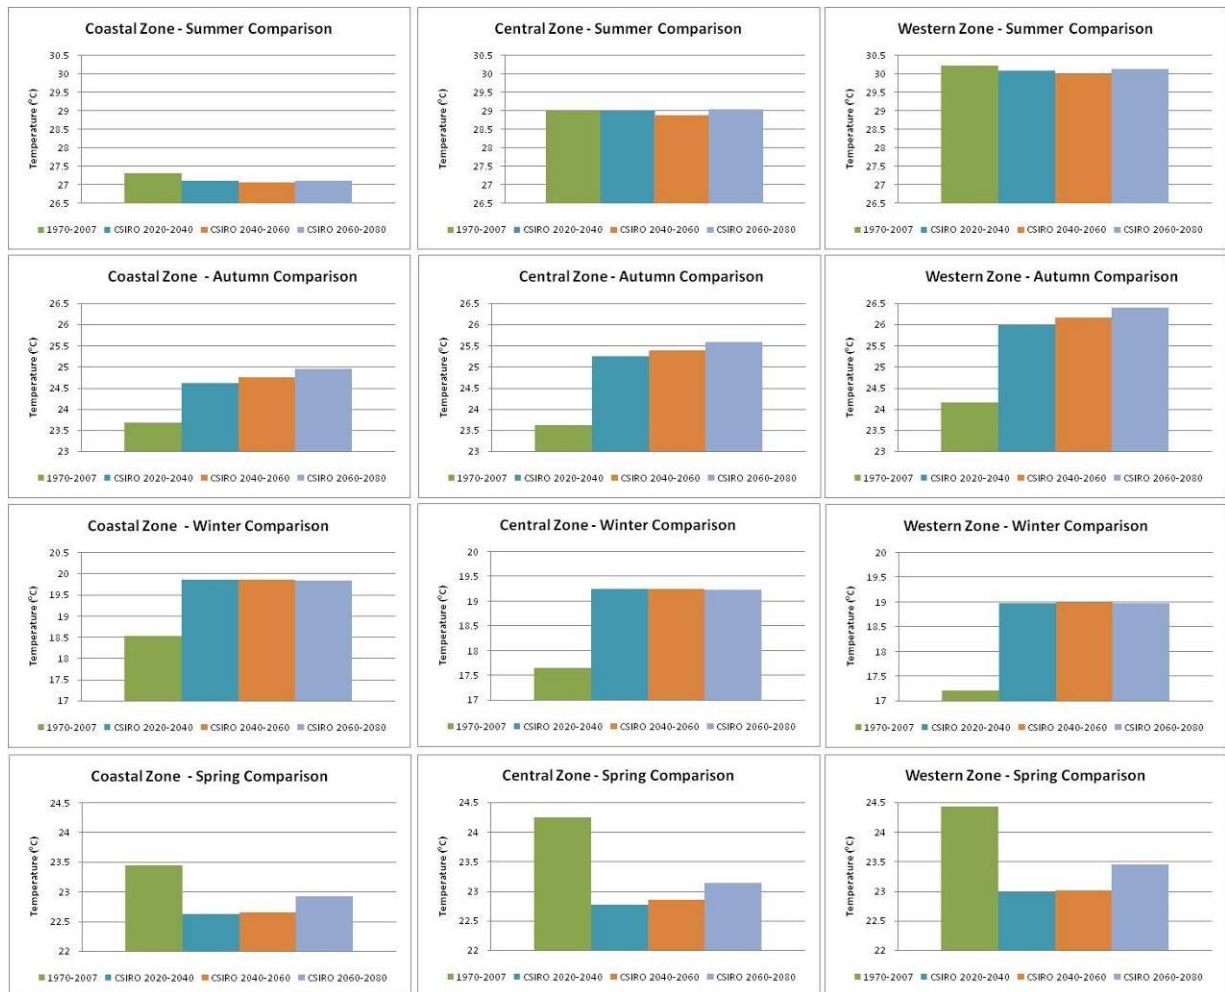 Coastal Zone - Summer Comparison
Temperature (°C)
30.5
30
29.5
29
28.5
28
27.5
27
26.5
1970-2007 CSIRO 2020-2040 CSIRO 2040-2060 CSIRO 2060-2080
Central Zone - Summer Comparison
Temperature (°C)
30.5
30
29.5
29
28.5
28
27.5
27
26.5
1970-2007 CSIRO 2020-2040 CSIRO 2040-2060 CSIRO 2060-2080
Western Zone - Summer Comparison
Temperature (°C)
30.5
30
29.5
29
28.5
28
27.5
27
26.5
1970-2007 CSIRO 2020-2040 CSIRO 2040-2060 CSIRO 2060-2080
Coastal Zone - Autumn Comparison
Temperature (°C)
26.5
26
25.5
25
24.5
24
23.5
23
1970-2007 CSIRO 2020-2040 CSIRO 2040-2060 CSIRO 2060-2080
Central Zone - Autumn Comparison
Temperature (°C)
26.5
26
25.5
25
24.5
24
23.5
23
1970-2007 CSIRO 2020-2040 CSIRO 2040-2060 CSIRO 2060-2080
Western Zone - Autumn Comparison
Temperature (°C)
26.5
26
25.5
25
24.5
24
23.5
23
1970-2007 CSIRO 2020-2040 CSIRO 2040-2060 CSIRO 2060-2080
Coastal Zone - Winter Comparison
Temperature (°C)
20.5
20
19.5
19
18.5
18
17.5
17
1970-2007 CSIRO 2020-2040 CSIRO 2040-2060 CSIRO 2060-2080
Central Zone - Winter Comparison
Temperature (°C)
20
19.5
19
18.5
18
17.5
17
1970-2007 CSIRO 2020-2040 CSIRO 2040-2060 CSIRO 2060-2080
Western Zone - Winter Comparison
Temperature (°C)
20
19.5
19
18.5
18
17.5
17
1970-2007 CSIRO 2020-2040 CSIRO 2040-2060 CSIRO 2060-2080
Coastal Zone - Spring Comparison
Temperature (°C)
24.5
24
23.5
23
22.5
22
1970-2007 CSIRO 2020-2040 CSIRO 2040-2060 CSIRO 2060-2080
Central Zone - Spring Comparison
Temperature (°C)
24.5
24
23.5
23
22.5
22
1970-2007 CSIRO 2020-2040 CSIRO 2040-2060 CSIRO 2060-2080
Western Zone - Spring Comparison
Temperature (°C)
24.5
24
23.5
23
22.5
22
1970-2007 CSIRO 2020-2040 CSIRO 2040-2060 CSIRO 2060-2080